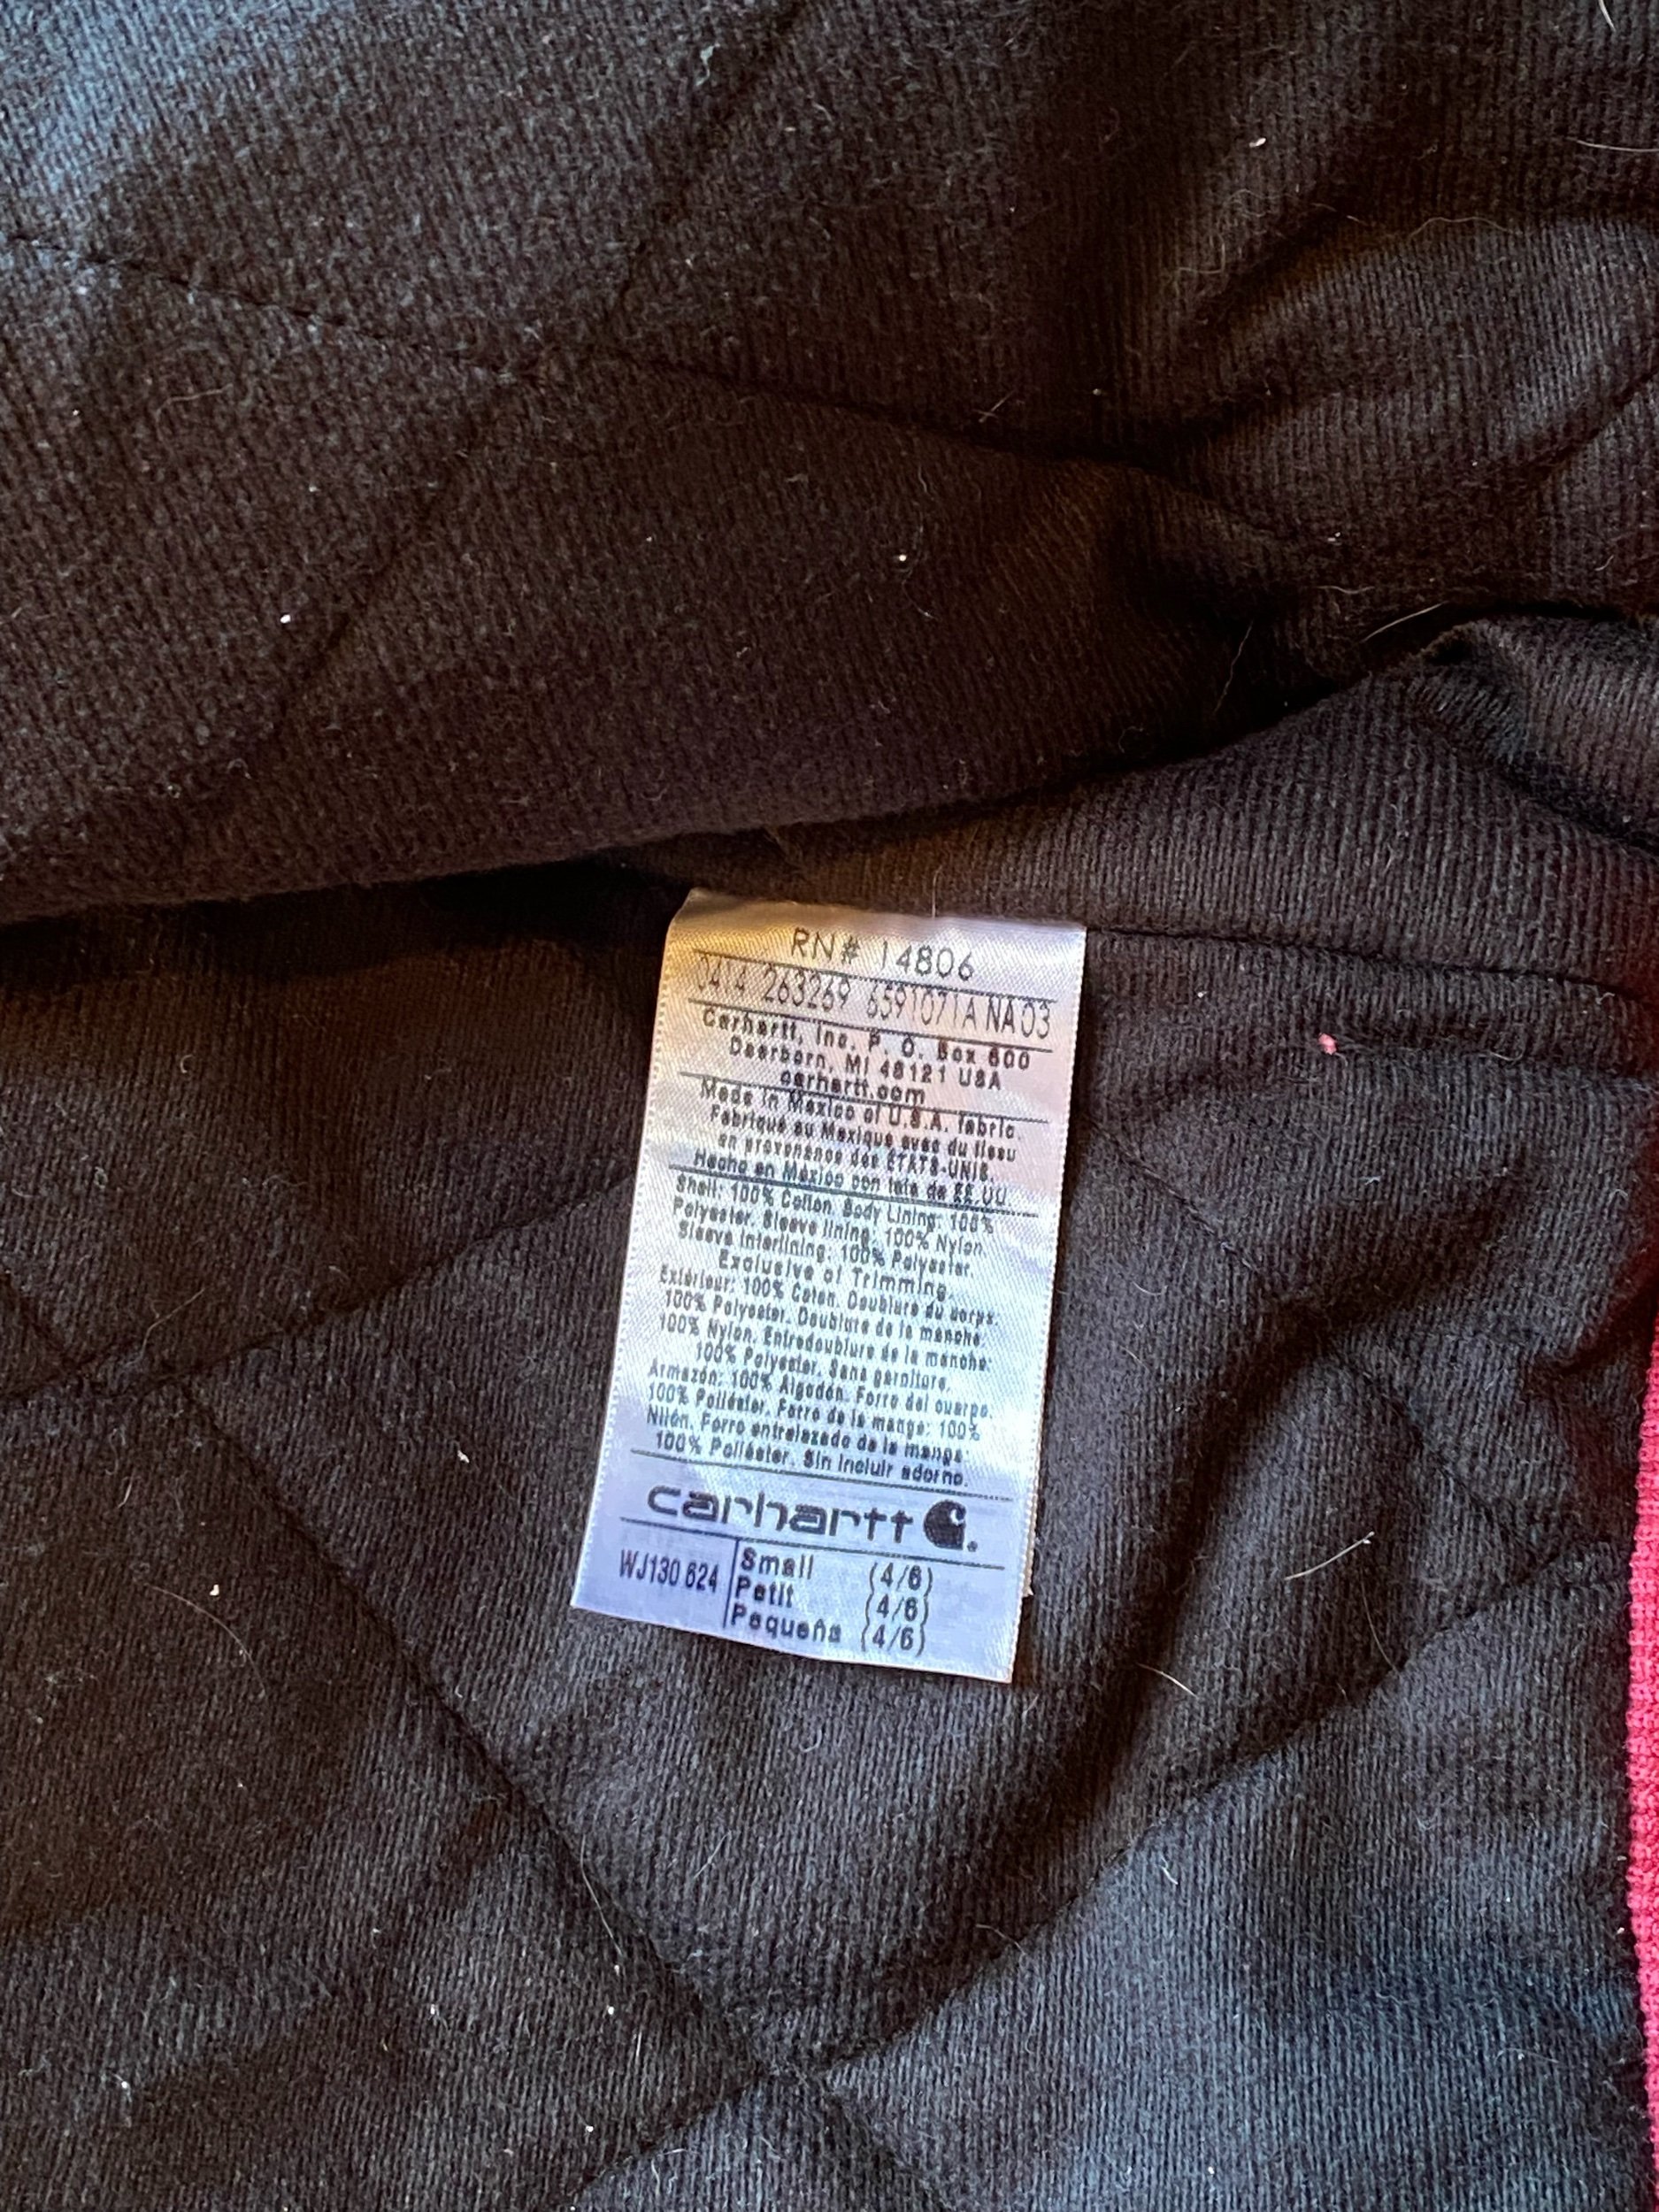 RN# 14806
0414 263269 6591071A NA03
Carhartt, Inc. P. O. Box 600
Dearborn, MI 48121 USA
carhartt.com
Made in Mexico of U.S.A. fabric.
Fabriqué au Mexique avec du tissu
en provenance des ÉTATS-UNIS.
Hecho en México con tela de EE.UU.
Shell: 100% Cotton. Body Lining: 100%
Polyester. Sleeve lining: 100% Nylon.
Sleeve Interlining: 100% Polyester.
Exclusive of Trimming.
Extérieur: 100% Coton. Doublure du corps:
100% Polyester. Doublure de la manche:
100% Nylon. Entredoublure de la manche:
100% Polyester. Sans garniture.
Armazón: 100% Algodón. Forro del cuerpo:
100% Poliéster. Forro de la manga: 100%
Nilón. Forro entrelazado de la manga:
100% Poliéster. Sin incluir adorno.
carhartt
WJ130 624
Small (4/6)
Petit (4/6)
Pequeña (4/6)